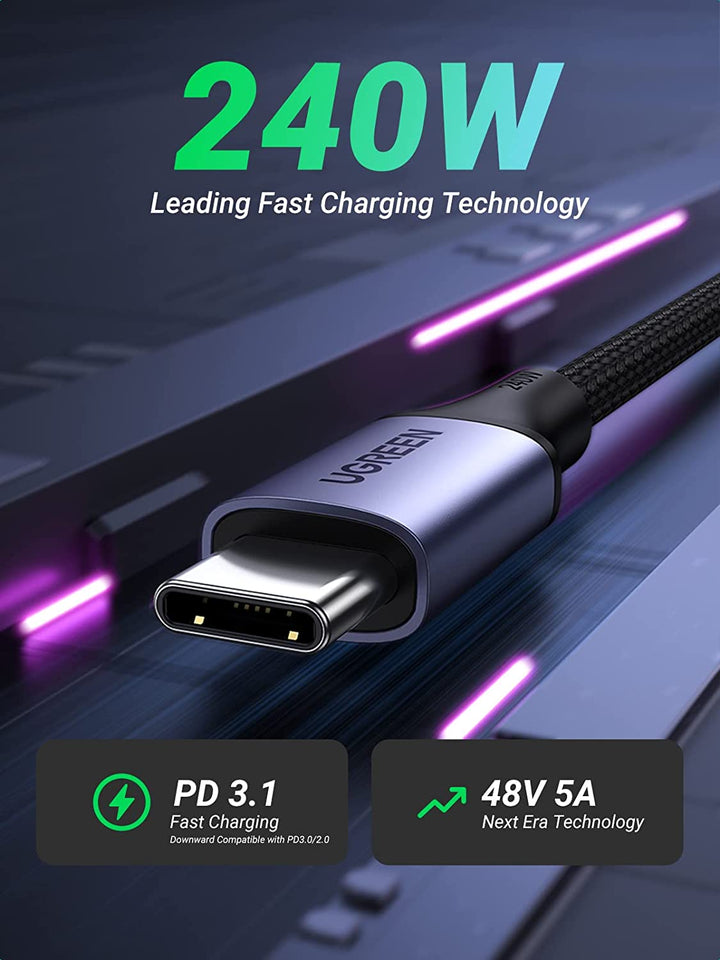 240W
Leading Fast Charging Technology
240W
UGREEN
PD 3.1
Fast Charging
Downward Compatible with PD3.0/2.0
48V 5A
Next Era Technology